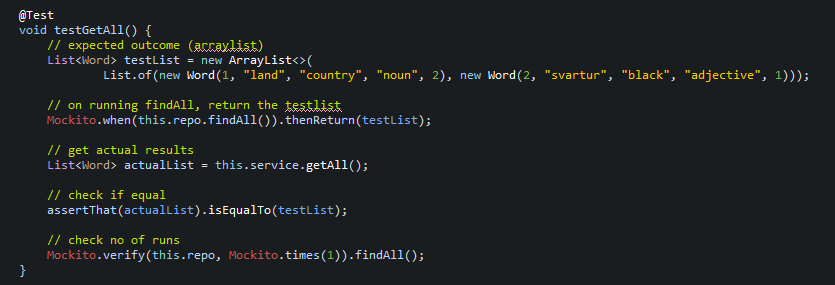 @Test
void testGetAll() {
    // expected outcome (arraylist)
    List<Word> testList = new ArrayList<>(
            List.of(new Word(1, "land", "country", "noun", 2), new Word(2, "svartur", "black", "adjective", 1)));
    // on running findAll, return the testlist
    Mockito.when(this.repo.findAll()).thenReturn(testList);
    // get actual results
    List<Word> actualList = this.service.getAll();
    // check if equal
    assertThat(actualList).isEqualTo(testList);
    // check no of runs
    Mockito.verify(this.repo, Mockito.times(1)).findAll();
}